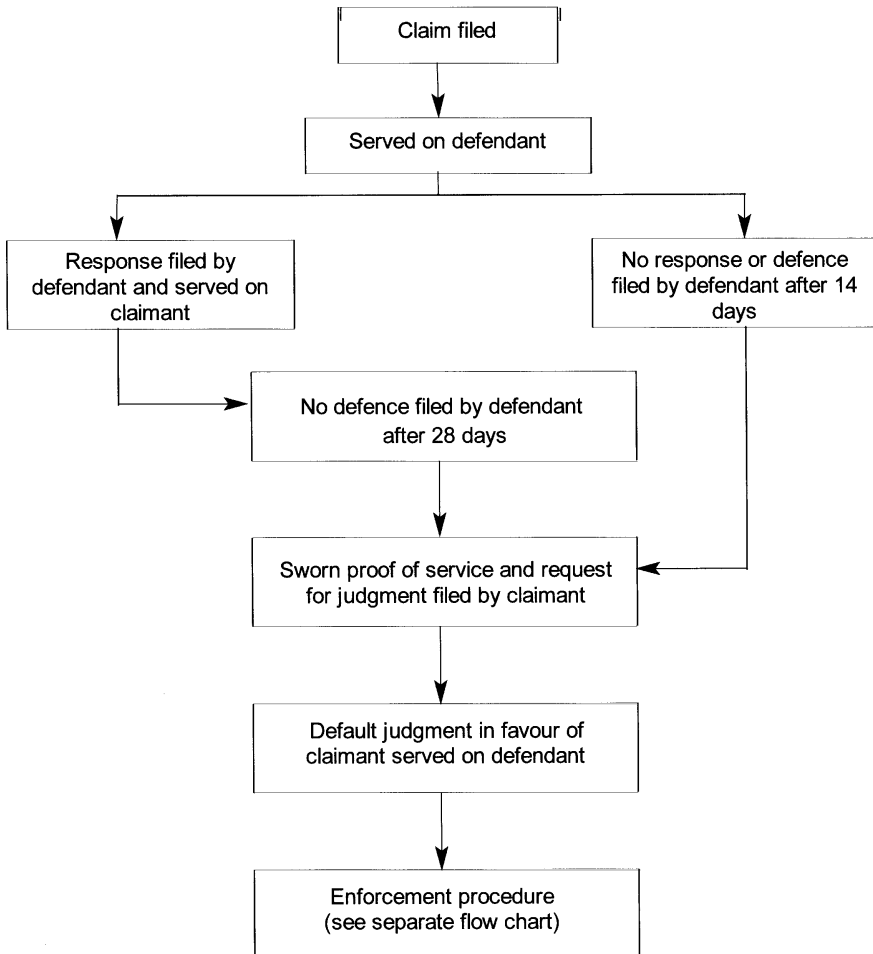 Claim filed
Served on defendant
Response filed by
defendant and served on
claimant
No response or defence
filed by defendant after 14
days
No defence filed by defendant
after 28 days
Sworn proof of service and request
for judgment filed by claimant
Default judgment in favour of
claimant served on defendant
Enforcement procedure
(see separate flow chart)